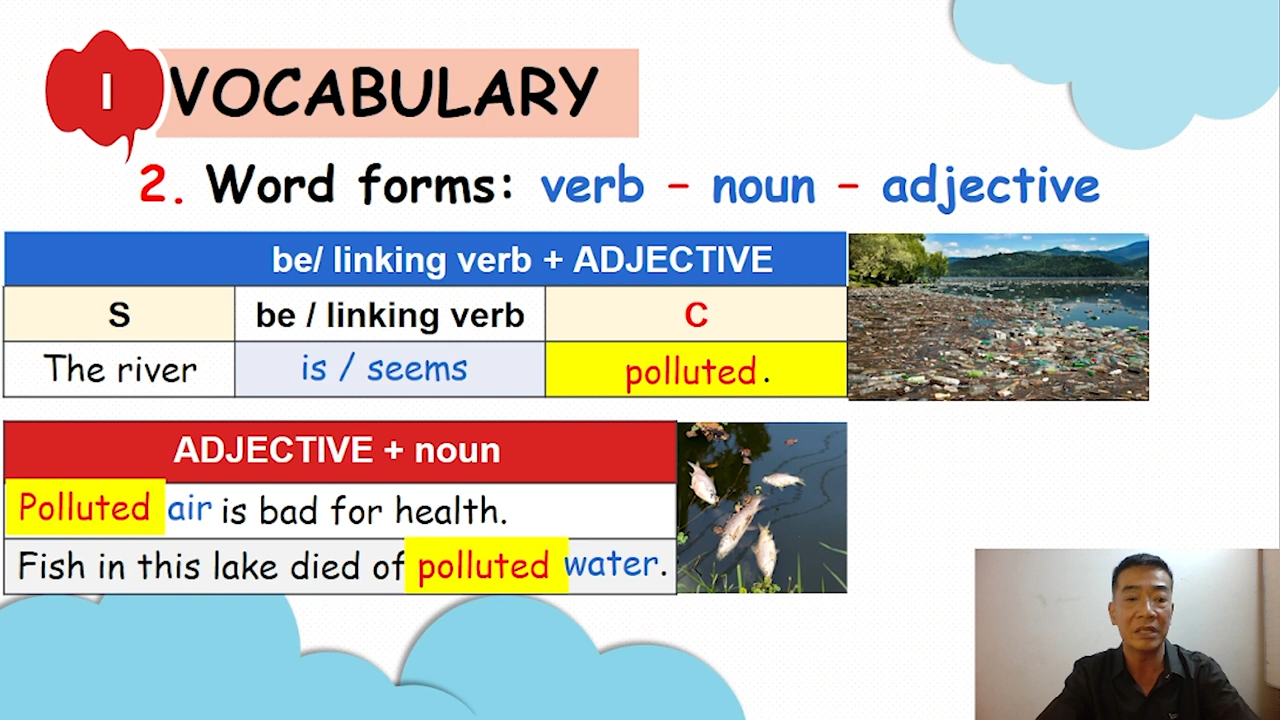 I VOCABULARY
2. Word forms: verb – noun – adjective
be/ linking verb + ADJECTIVE
S be / linking verb C
The river is / seems polluted.
ADJECTIVE + noun
Polluted air is bad for health.
Fish in this lake died of polluted water.